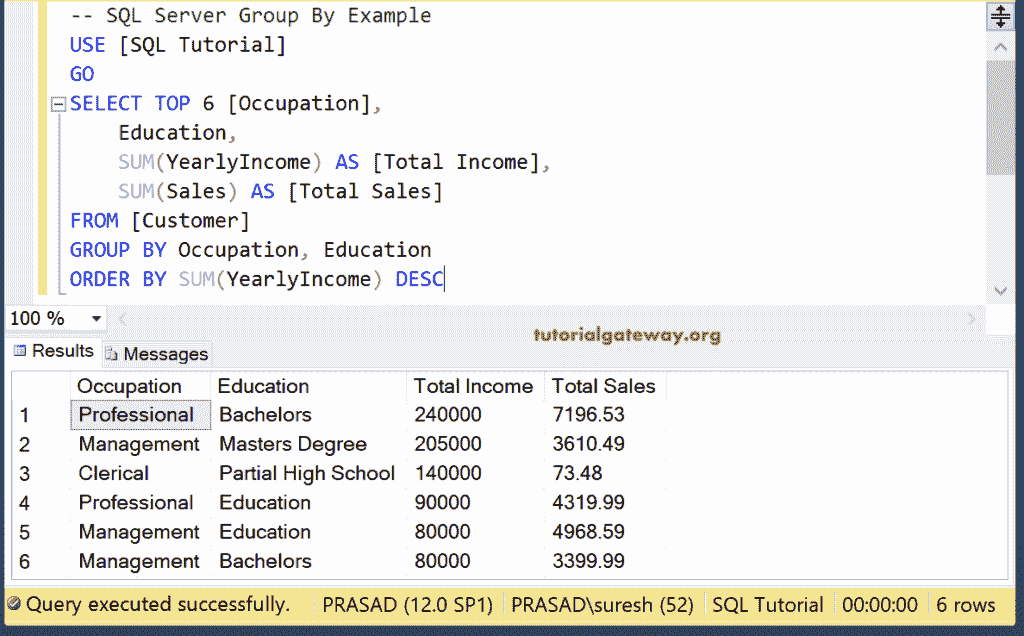 -- SQL Server Group By Example
USE [SQL Tutorial]
GO
SELECT TOP 6 [Occupation],
Education,
SUM(YearlyIncome) AS [Total Income],
SUM(Sales) AS [Total Sales]
FROM [Customer]
GROUP BY Occupation, Education
ORDER BY SUM(YearlyIncome) DESC
100 %
tutorialgateway.org
Results Messages
Occupation Education Total Income Total Sales
1 Professional Bachelors 240000 7196.53
2 Management Masters Degree 205000 3610.49
3 Clerical Partial High School 140000 73.48
4 Professional Education 90000 4319.99
5 Management Education 80000 4968.59
6 Management Bachelors 80000 3399.99
Query executed successfully. PRASAD (12.0 SP1) PRASAD\suresh (52) SQL Tutorial 00:00:00 6 rows